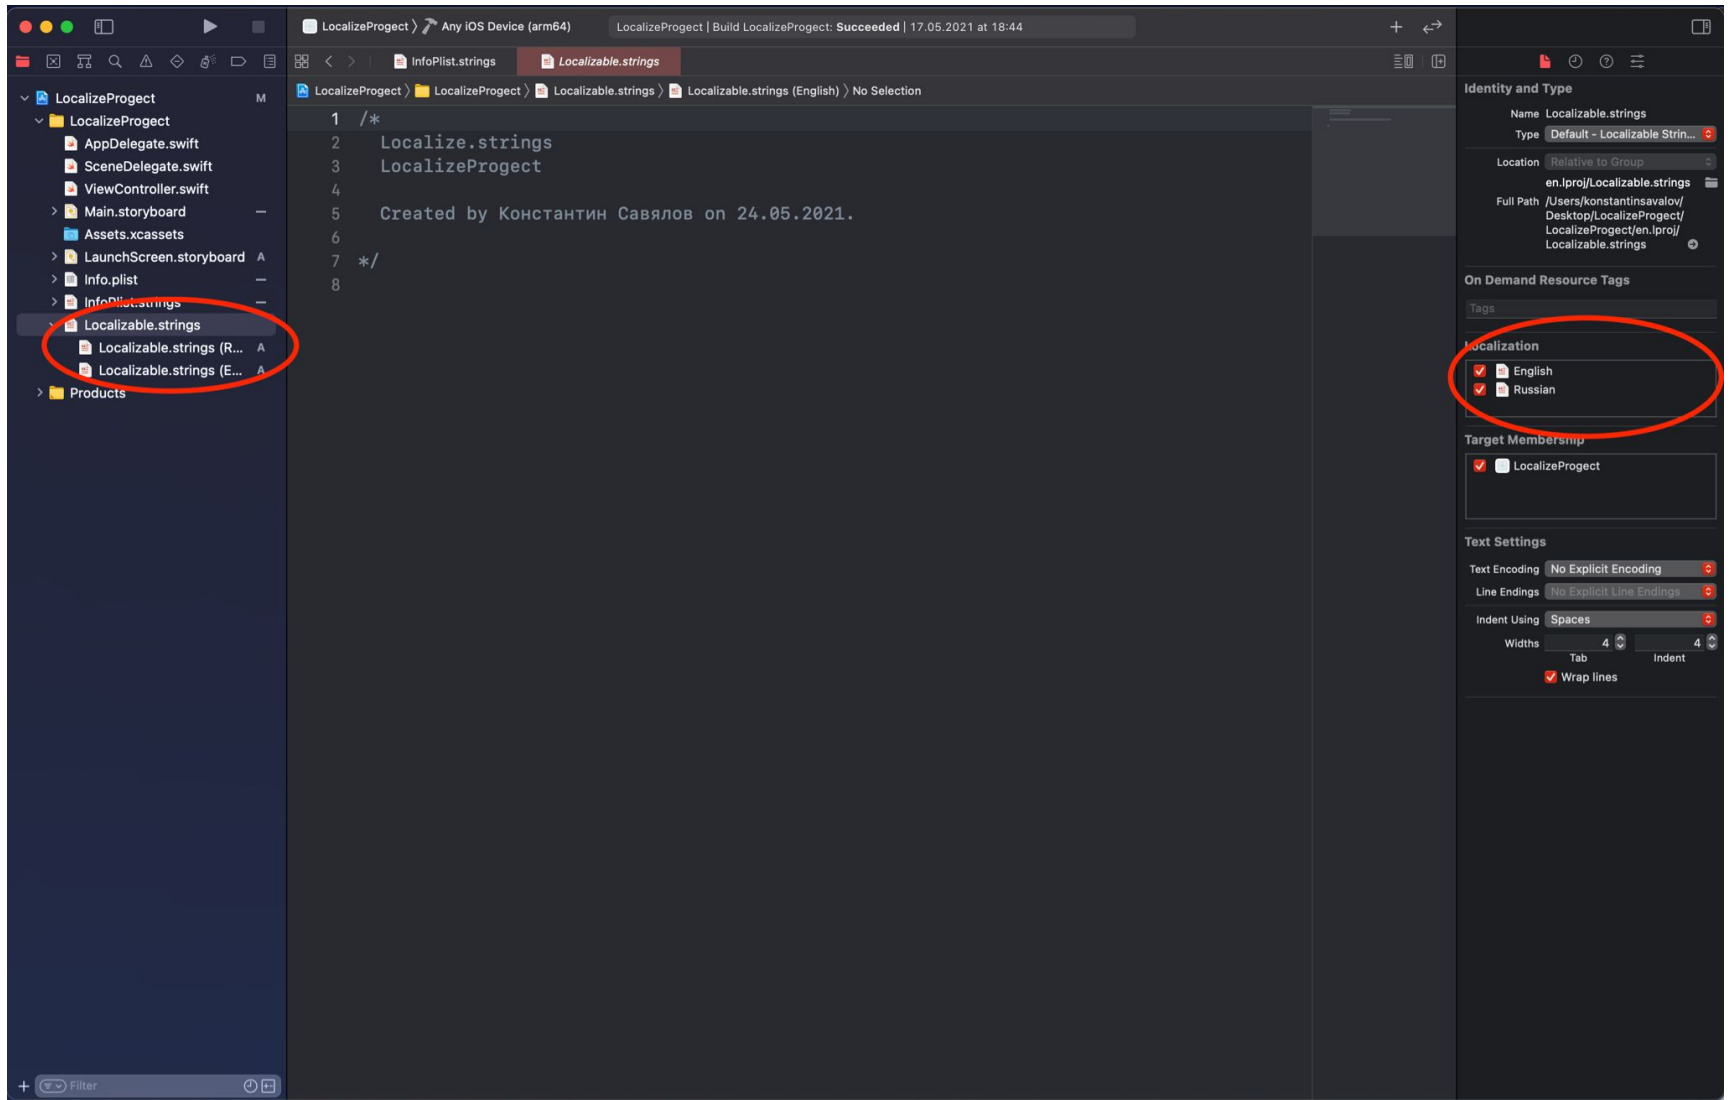 LocalizeProgect 〉 Any iOS Device (arm64)
LocalizeProgect | Build LocalizeProgect: Succeeded | 17.05.2021 at 18:44
InfoPlist.strings
Localizable.strings
LocalizeProgect 〉 LocalizeProgect 〉 Localizable.strings 〉 Localizable.strings (English) 〉 No Selection
LocalizeProgect M
LocalizeProgect
AppDelegate.swift
SceneDelegate.swift
ViewController.swift
Main.storyboard
Assets.xcassets
LaunchScreen.storyboard A
Info.plist
InfoPlist.strings
Localizable.strings
Localizable.strings (R... A
Localizable.strings (E... A
Products
Filter
1 /*
2 Localize.strings
3 LocalizeProgect
4
5 Created by Константин Савялов on 24.05.2021.
6
7 */
8
Identity and Type
Name Localizable.strings
Type Default - Localizable Strin...
Location Relative to Group
en.lproj/Localizable.strings
Full Path /Users/konstantinsavalov/
Desktop/LocalizeProgect/
LocalizeProgect/en.lproj/
Localizable.strings
On Demand Resource Tags
Tags
Localization
English
Russian
Target Membership
LocalizeProgect
Text Settings
Text Encoding No Explicit Encoding
Line Endings No Explicit Line Endings
Indent Using Spaces
Widths 4 4
Tab Indent
Wrap lines